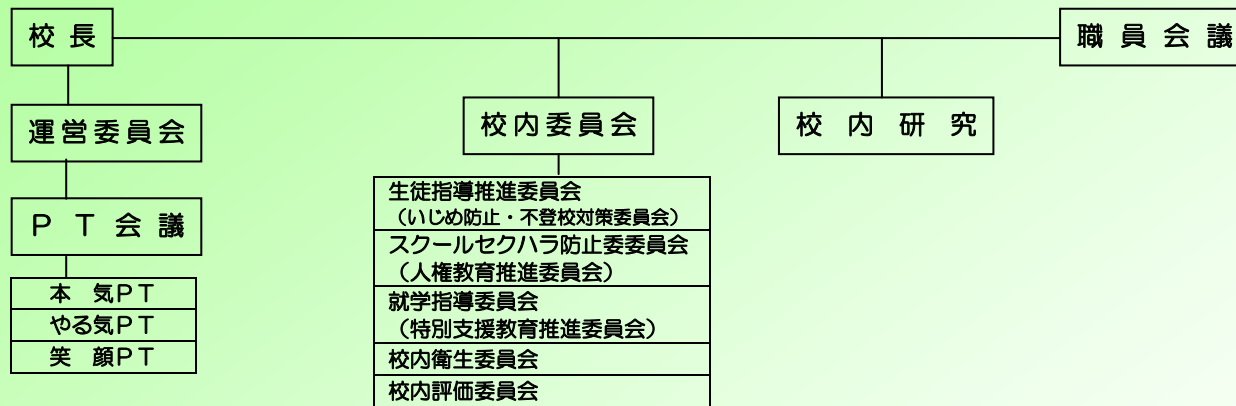 校長
職員会議
運営委員会
校内委員会
校内研究
PT会議
本気PT
やる気PT
笑顔PT
生徒指導推進委員会
（いじめ防止・不登校対策委員会）
スクールセクハラ防止委委員会
（人権教育推進委員会）
就学指導委員会
（特別支援教育推進委員会）
校内衛生委員会
校内評価委員会